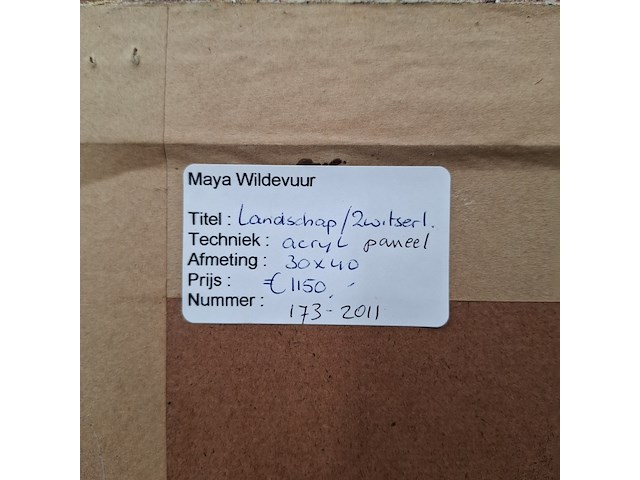 Maya Wildevuur
Titel : Landschap/Zwitserl.
Techniek : acryl paneel
Afmeting : 30x40
Prijs : €1150,-
Nummer : 173-2011